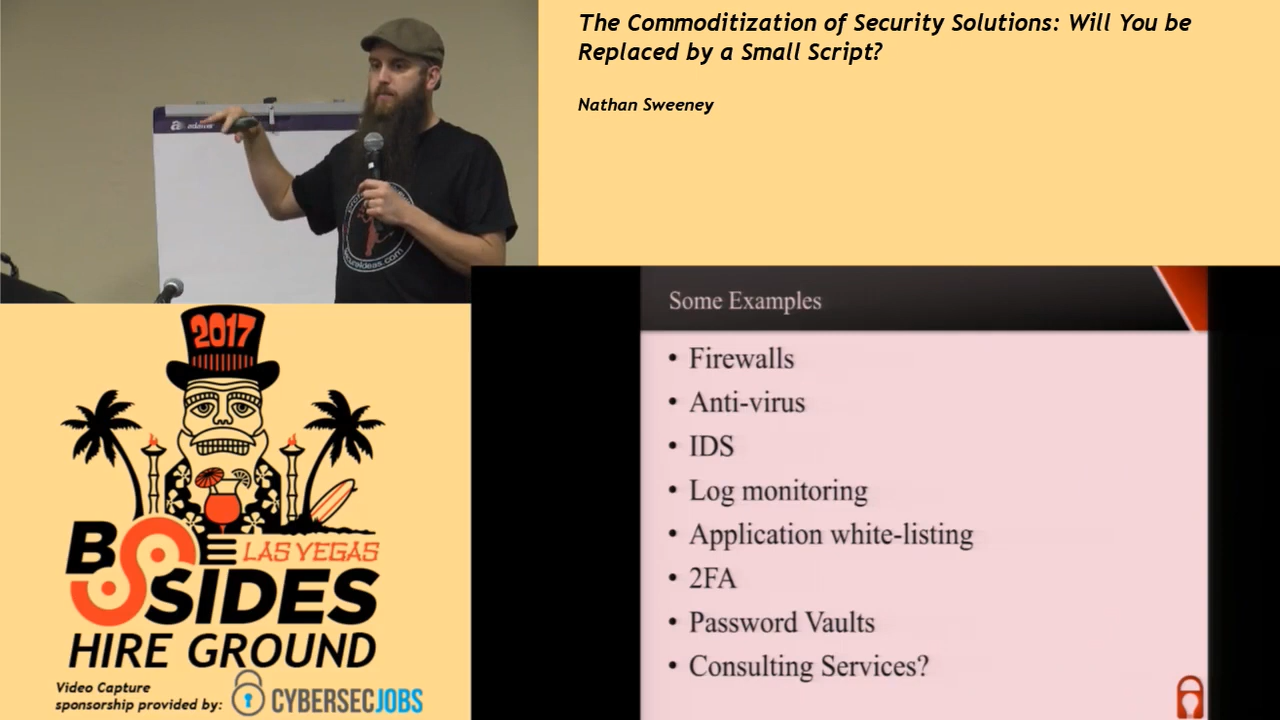 The Commoditization of Security Solutions: Will You be
Replaced by a Small Script?
Nathan Sweeney
Some Examples
• Firewalls
• Anti-virus
• IDS
• Log monitoring
• Application white-listing
• 2FA
• Password Vaults
• Consulting Services?
2017
BSIDES
LAS VEGAS
HIRE GROUND
Video Capture
sponsorship provided by:
CYBERSECJOBS